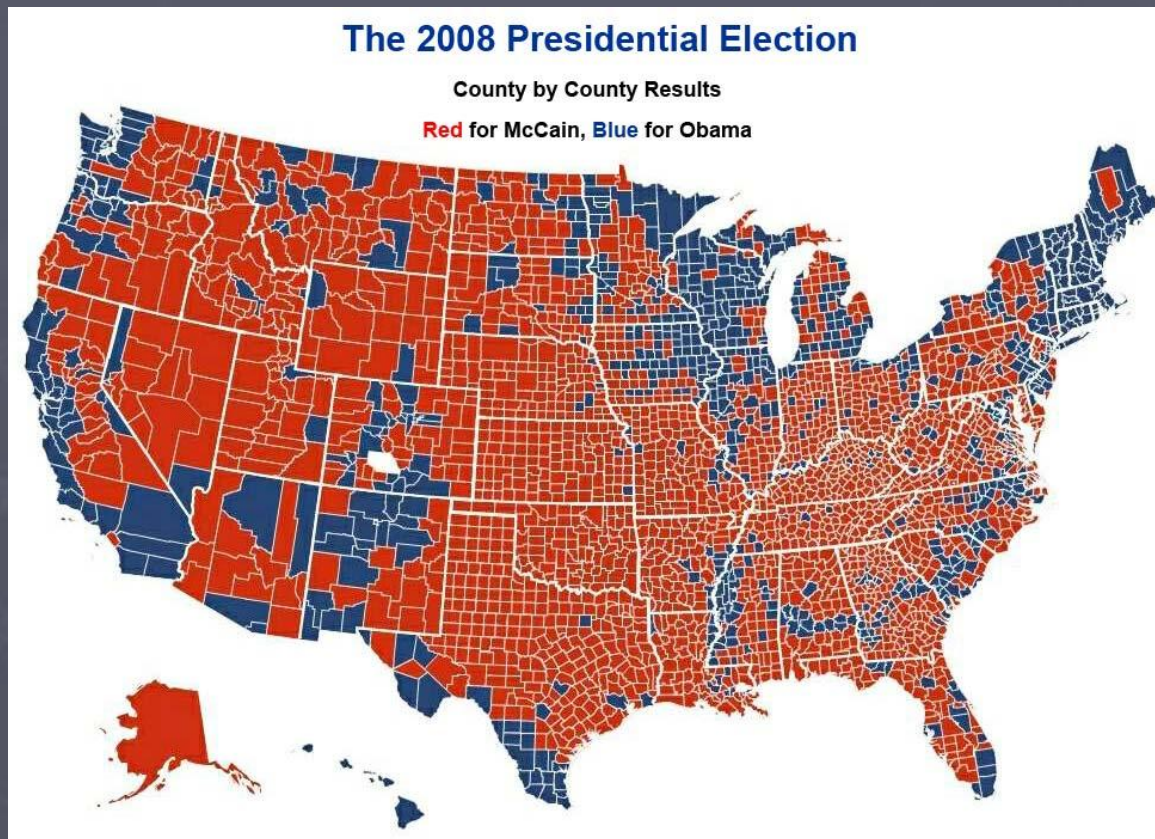 The 2008 Presidential Election
County by County Results
Red for McCain, Blue for Obama